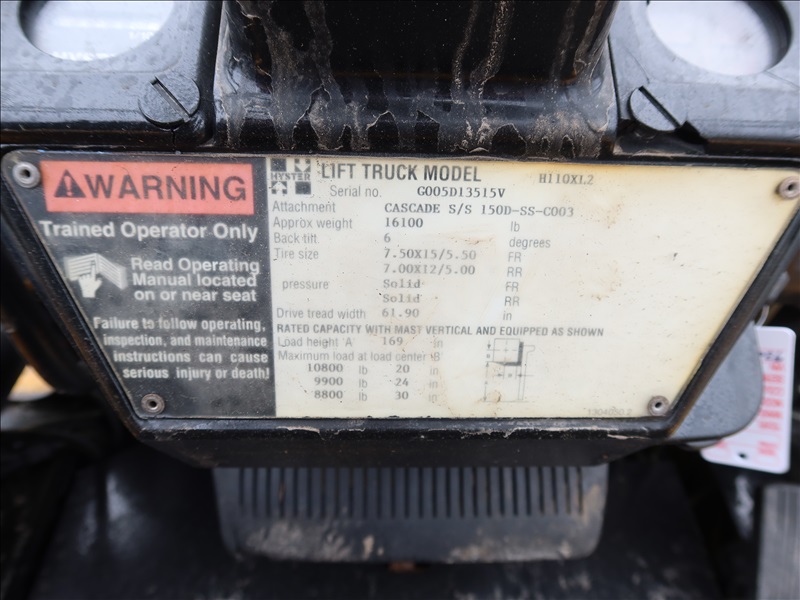 WARNING
Trained Operator Only
Read Operating
Manual located
on or near seat
Failure to follow operating,
inspection, and maintenance
instructions can cause
serious injury or death!
HYSTER
LIFT TRUCK MODEL H110XL2
Serial no. G005D13515V
Attachment CASCADE S/S 150D-SS-C003
Approx weight 16100 lb
Back tilt 6 degrees
Tire size 7.50X15/5.50 FR
7.00X12/5.00 RR
pressure Solid FR
Solid RR
Drive tread width 61.90 in
RATED CAPACITY WITH MAST VERTICAL AND EQUIPPED AS SHOWN
Load height A 169 in
Maximum load at load center B
10800 lb 20 in
9900 lb 24 in
8800 lb 30 in